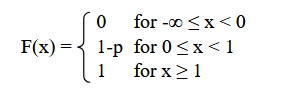 0 for -∞ ≤ x < 0
F(x) = { 1-p for 0 ≤ x < 1
1 for x ≥ 1